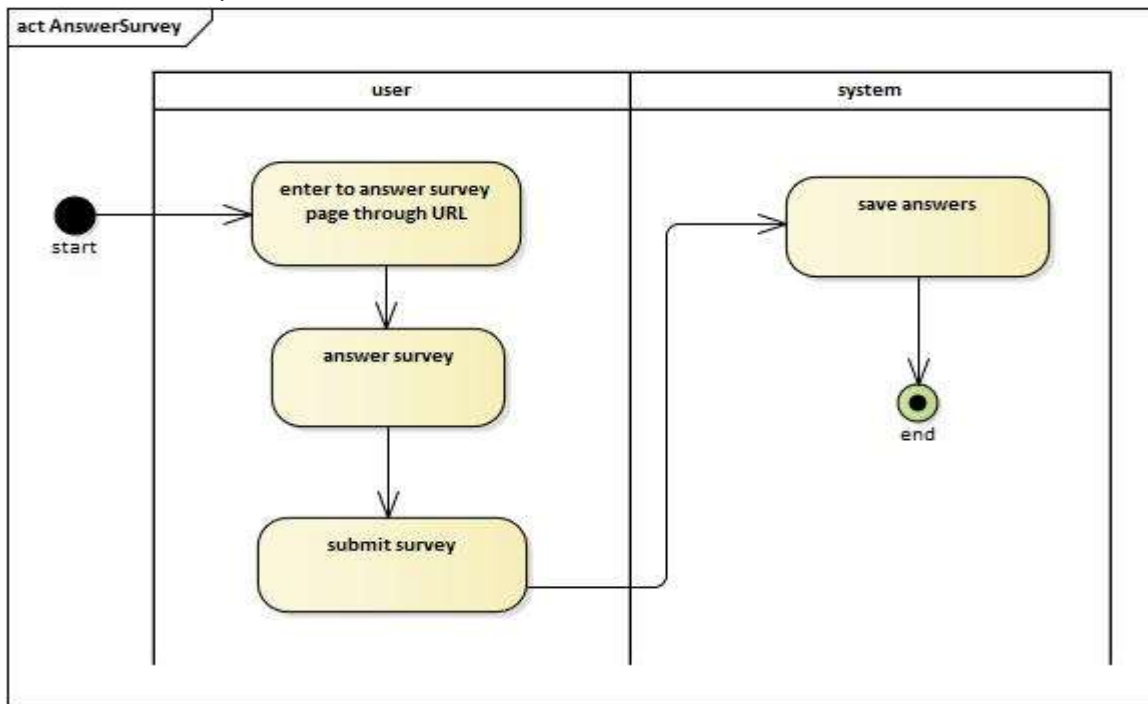 act AnswerSurvey
user
system
enter to answer survey
page through URL
save answers
start
answer survey
end
submit survey